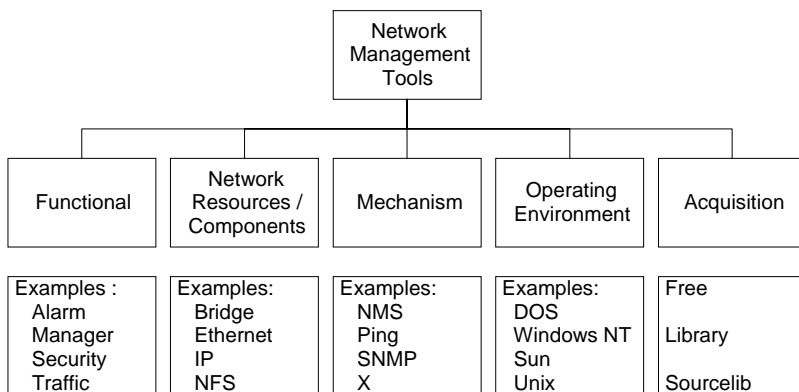 Network
Management
Tools
Functional
Network
Resources /
Components
Mechanism
Operating
Environment
Acquisition
Examples :
Alarm
Manager
Security
Traffic
Examples:
Bridge
Ethernet
IP
NFS
Examples:
NMS
Ping
SNMP
X
Examples:
DOS
Windows NT
Sun
Unix
Free
Library
Sourcelib